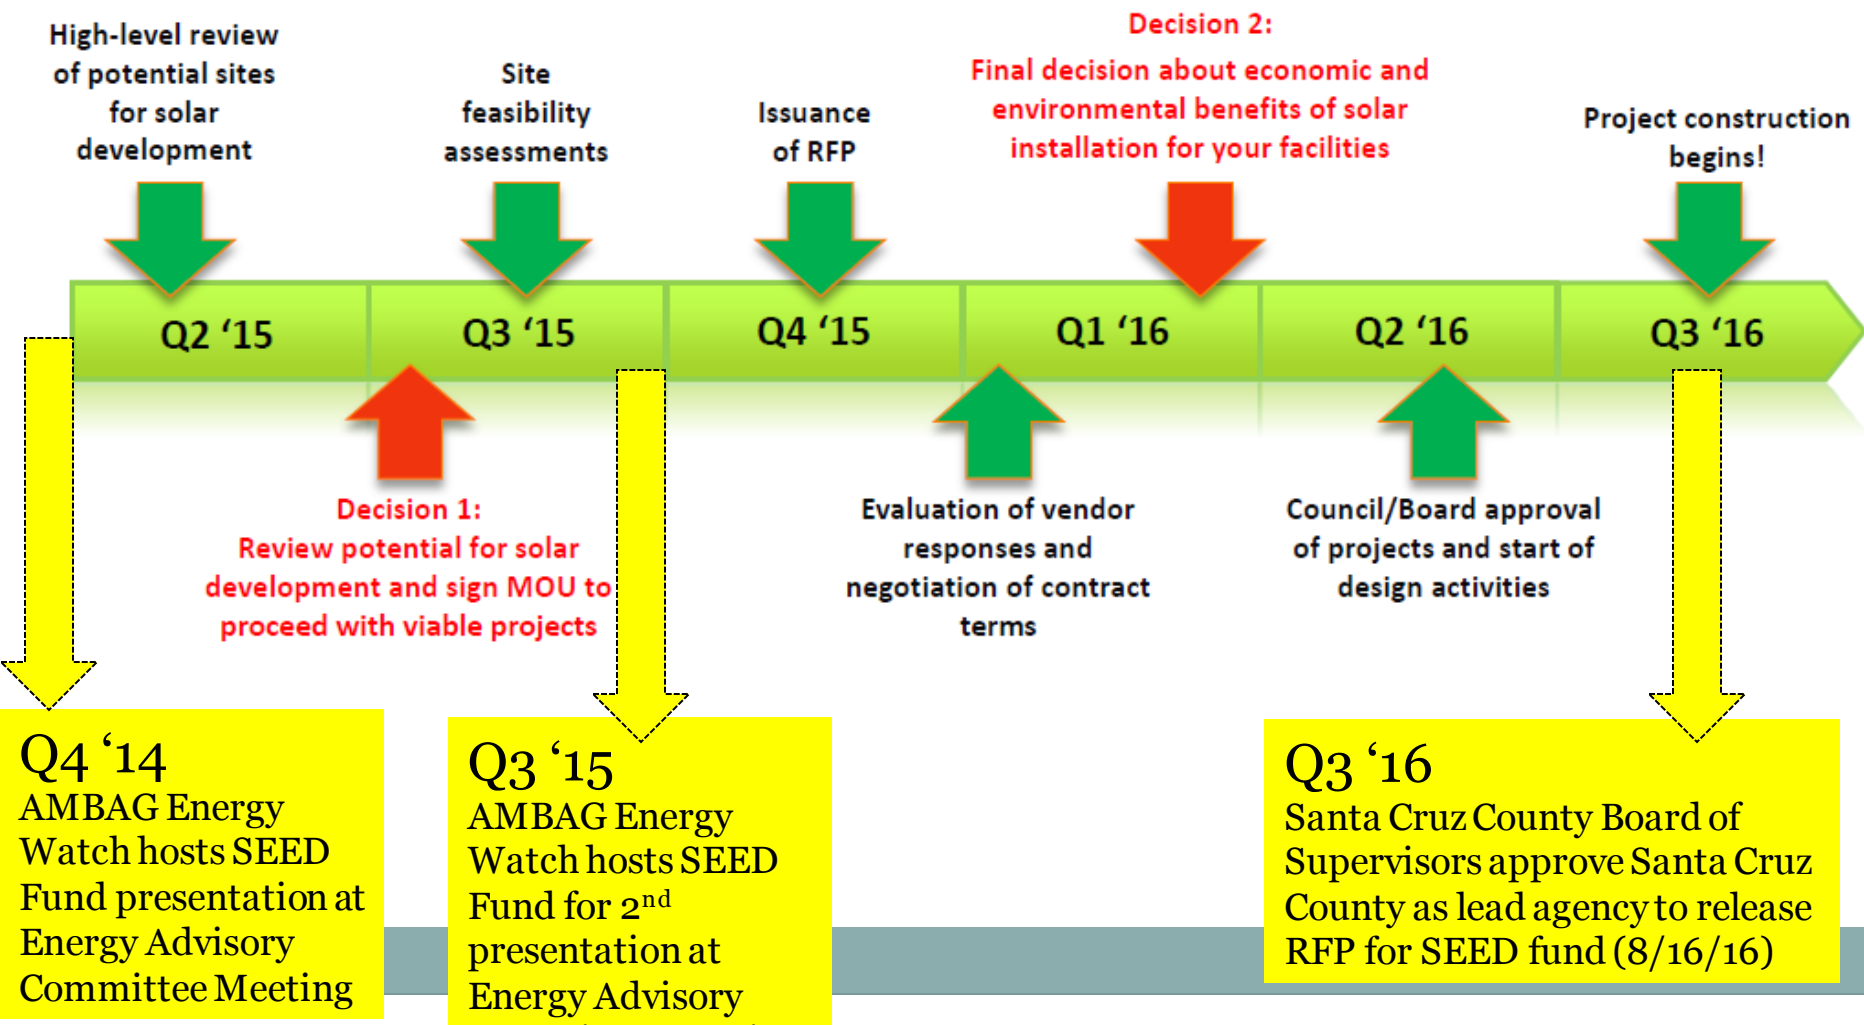 High-level review
of potential sites
for solar
development
Site
feasibility
assessments
Issuance
of RFP
Decision 2:
Final decision about economic and
environmental benefits of solar
installation for your facilities
Project construction
begins!
Q2 ‘15
Q3 ‘15
Q4 ‘15
Q1 ‘16
Q2 ‘16
Q3 ‘16
Decision 1:
Review potential for solar
development and sign MOU to
proceed with viable projects
Evaluation of vendor
responses and
negotiation of contract
terms
Council/Board approval
of projects and start of
design activities
Q4 ‘14
AMBAG Energy
Watch hosts SEED
Fund presentation at
Energy Advisory
Committee Meeting
Q3 ‘15
AMBAG Energy
Watch hosts SEED
Fund for 2nd
presentation at
Energy Advisory
Q3 ‘16
Santa Cruz County Board of
Supervisors approve Santa Cruz
County as lead agency to release
RFP for SEED fund (8/16/16)